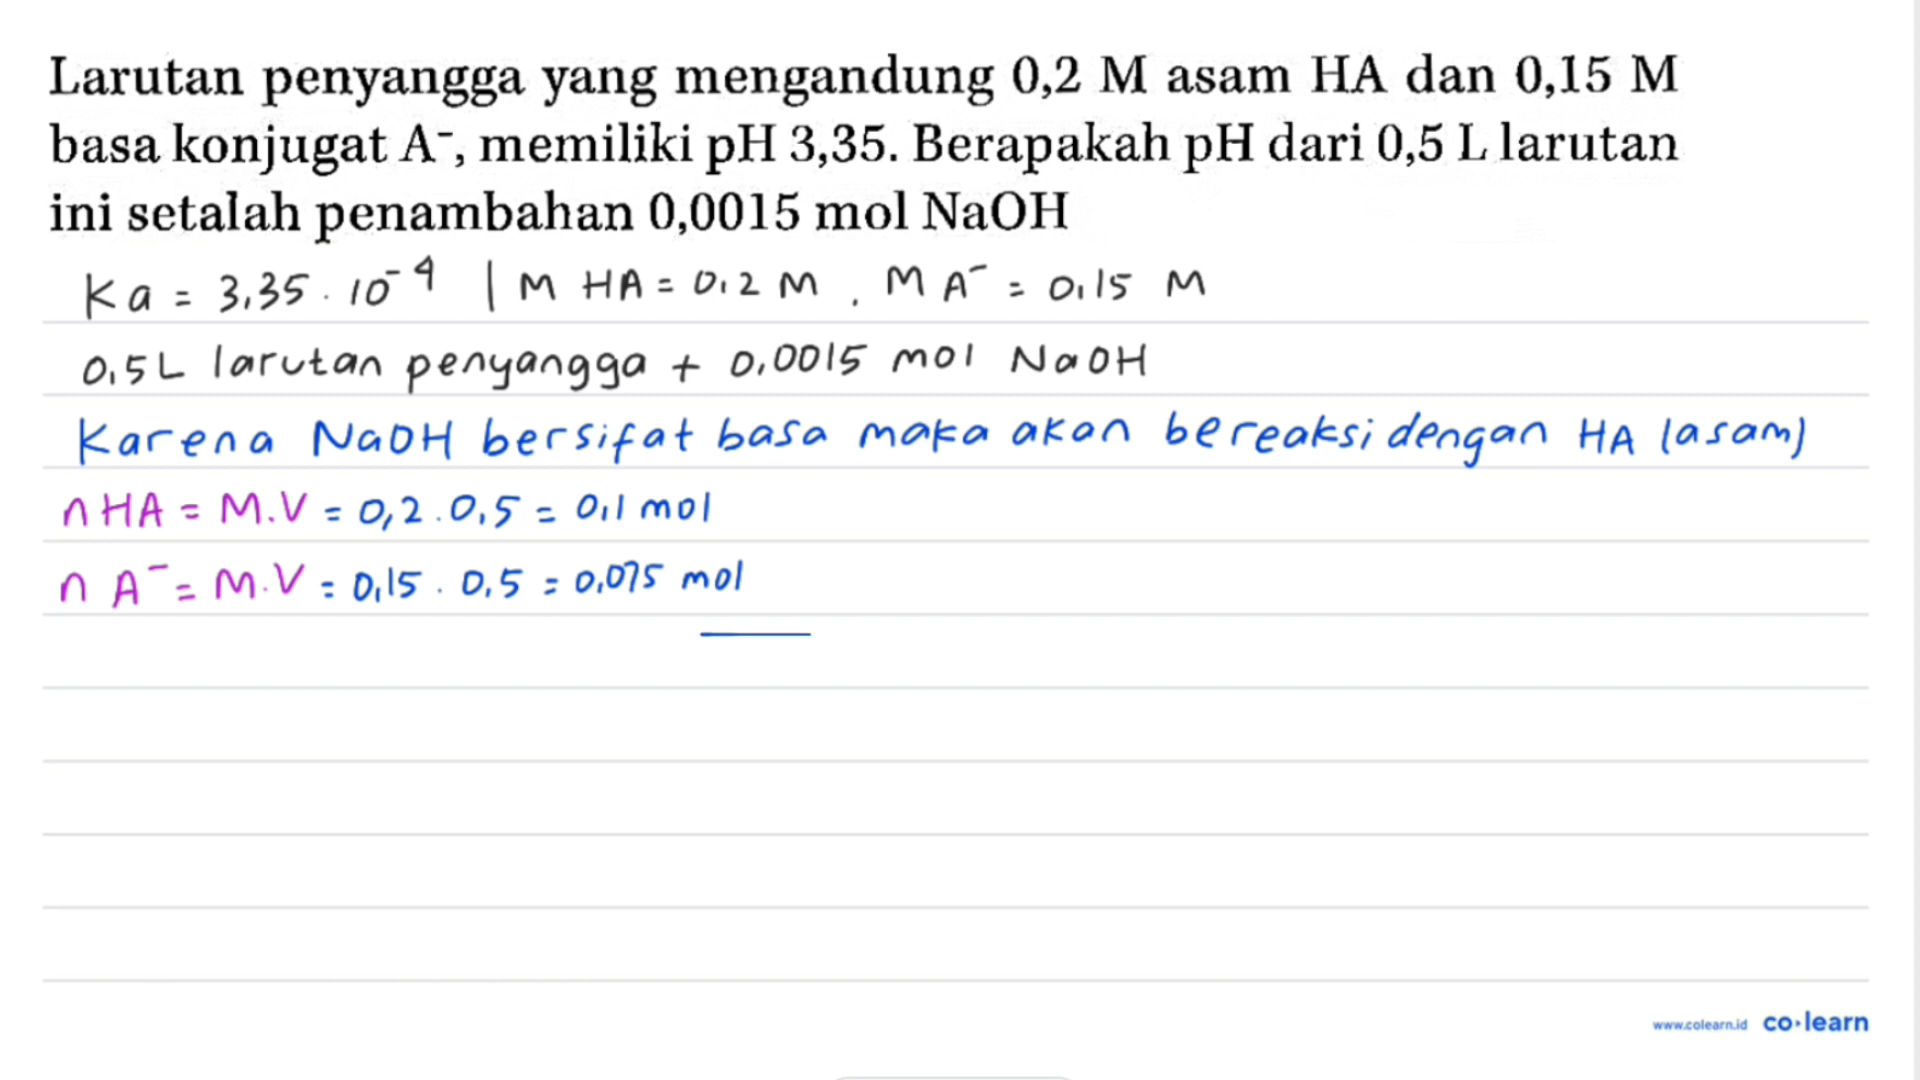 Larutan penyangga yang mengandung 0,2 M asam HA dan 0,15 M
basa konjugat A⁻, memiliki pH 3,35. Berapakah pH dari 0,5 L larutan
ini setalah penambahan 0,0015 mol NaOH
Ka = 3,35 . 10⁻⁴ | M HA = 0,2 M , M A⁻ = 0,15 M
0,5 L larutan penyangga + 0,0015 mol NaOH
Karena NaOH bersifat basa maka akan bereaksi dengan HA (asam)
n HA = M.V = 0,2 . 0,5 = 0,1 mol
n A⁻ = M.V = 0,15 . 0,5 = 0,075 mol
www.colearn.id co·learn